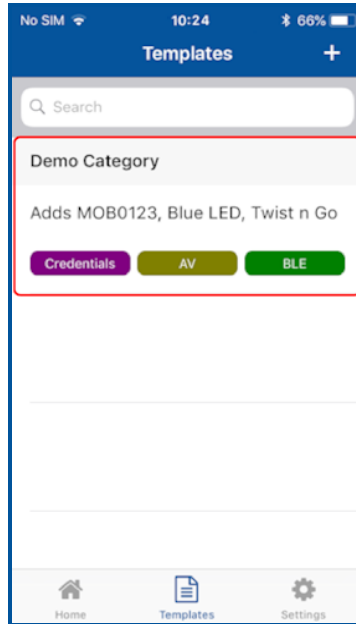 No SIM 10:24 66%
Templates +
Search
Demo Category
Adds MOB0123, Blue LED, Twist n Go
Credentials AV BLE
Home Templates Settings